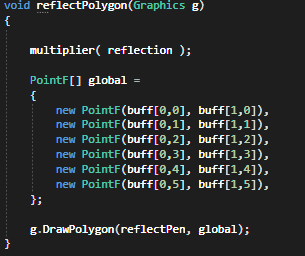 void reflectPolygon(Graphics g)
{
multiplier( reflection );
PointF[] global =
{
new PointF(buff[0,0], buff[1,0]),
new PointF(buff[0,1], buff[1,1]),
new PointF(buff[0,2], buff[1,2]),
new PointF(buff[0,3], buff[1,3]),
new PointF(buff[0,4], buff[1,4]),
new PointF(buff[0,5], buff[1,5]),
};
g.DrawPolygon(reflectPen, global);
}